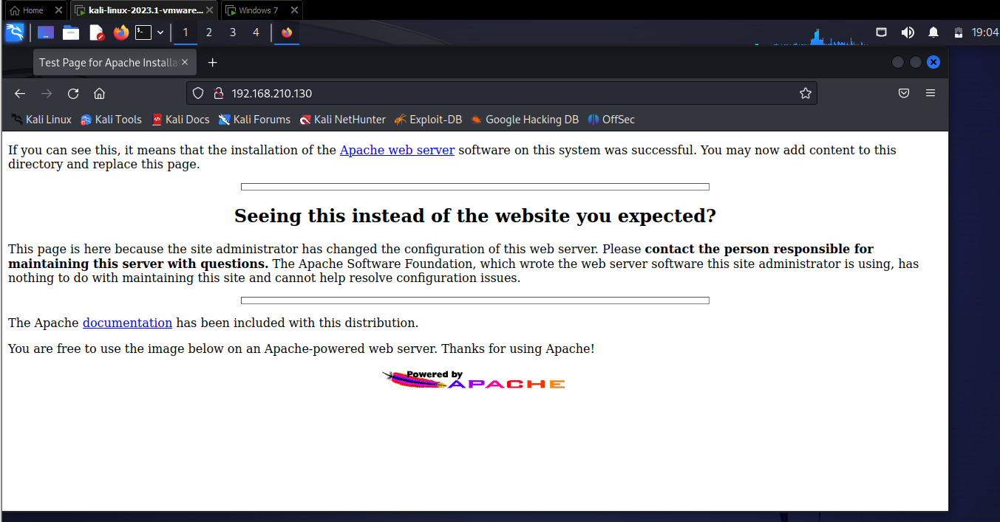 Home
kali-linux-2023.1-vmware...
Windows 7
1 2 3 4
19:04
Test Page for Apache Installa
192.168.210.130
Kali Linux Kali Tools Kali Docs Kali Forums Kali NetHunter Exploit-DB Google Hacking DB OffSec
If you can see this, it means that the installation of the Apache web server software on this system was successful. You may now add content to this
directory and replace this page.
Seeing this instead of the website you expected?
This page is here because the site administrator has changed the configuration of this web server. Please contact the person responsible for
maintaining this server with questions. The Apache Software Foundation, which wrote the web server software this site administrator is using, has
nothing to do with maintaining this site and cannot help resolve configuration issues.
The Apache documentation has been included with this distribution.
You are free to use the image below on an Apache-powered web server. Thanks for using Apache!
Powered by
APACHE